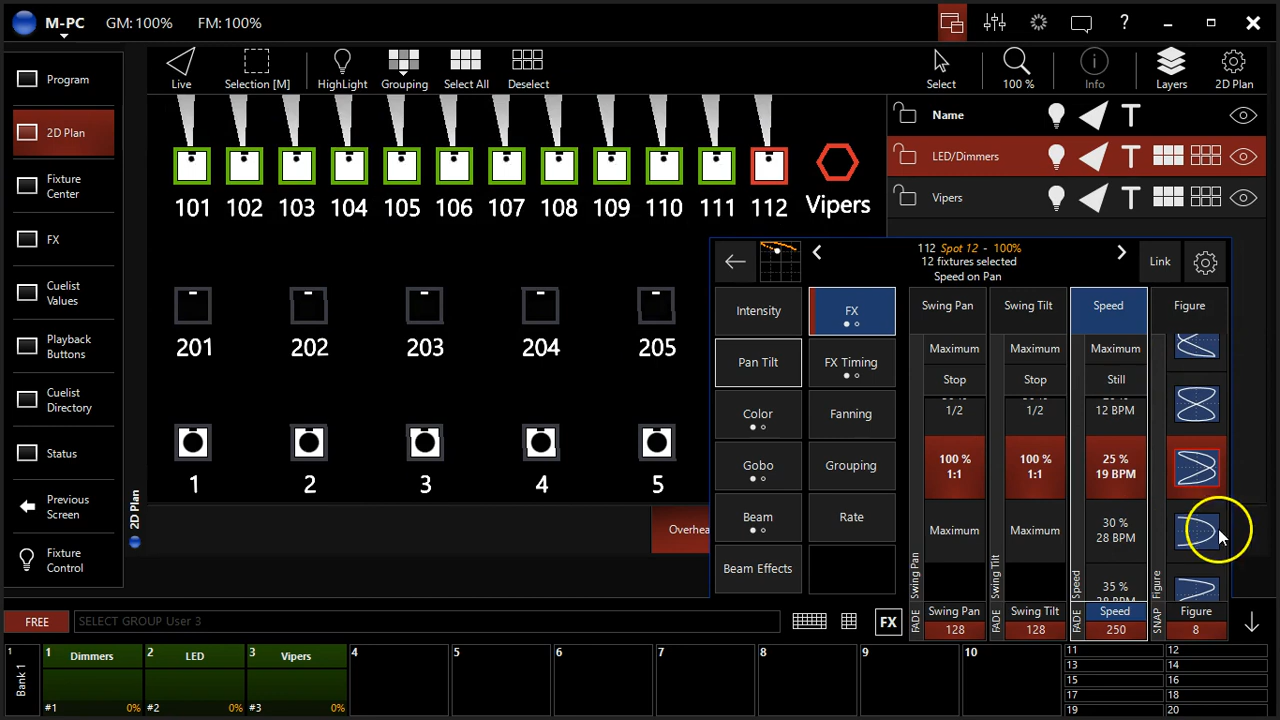 M-PC
GM: 100%
FM: 100%
?
Program
2D Plan
Fixture
Center
FX
Cuelist
Values
Playback
Buttons
Cuelist
Directory
Status
Previous
Screen
Fixture
Control
Live
Selection [M]
HighLight
Grouping
Select All
Deselect
Select
100 %
Info
Layers
2D Plan
101
102
103
104
105
106
107
108
109
110
111
112
Vipers
201
202
203
204
205
1
2
3
4
5
2D Plan
Name
LED/Dimmers
Vipers
112 Spot 12 - 100%
12 fixtures selected
Speed on Pan
Link
Intensity
FX
Pan Tilt
FX Timing
Color
Fanning
Gobo
Grouping
Beam
Rate
Beam Effects
Swing Pan
Swing Tilt
Speed
Figure
Maximum
Maximum
Maximum
Stop
Stop
Still
1/2
1/2
12 BPM
100 %
1:1
100 %
1:1
25 %
19 BPM
Maximum
Maximum
30 %
28 BPM
35 %
Swing Pan
Swing Tilt
Speed
Figure
FADE
Swing Pan
128
FADE
Swing Tilt
128
FADE
Speed
250
SNAP
Figure
8
FREE
SELECT GROUP User 3
FX
1
Bank 1
1 Dimmers
#1 0%
2 LED
#2 0%
3 Vipers
#3 0%
4
5
6
7
8
9
10
11
12
13
14
15
16
17
18
19
20